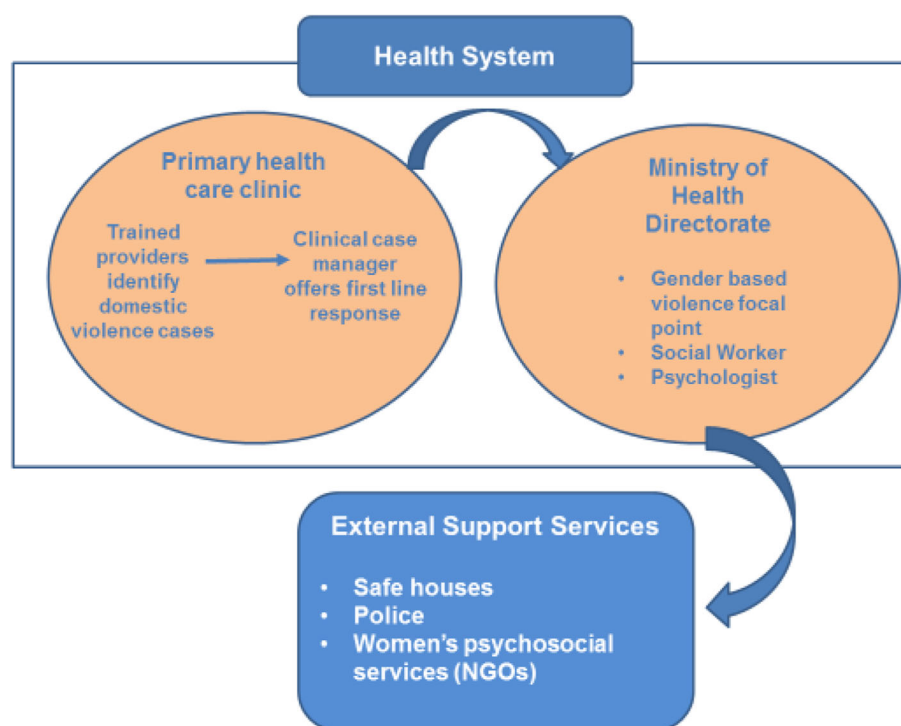 Health System
Primary health
care clinic
Trained
providers
identify
domestic
violence cases
Clinical case
manager
offers first line
response
Ministry of
Health
Directorate
• Gender based
violence focal
point
• Social Worker
• Psychologist
External Support Services
• Safe houses
• Police
• Women's psychosocial
services (NGOs)